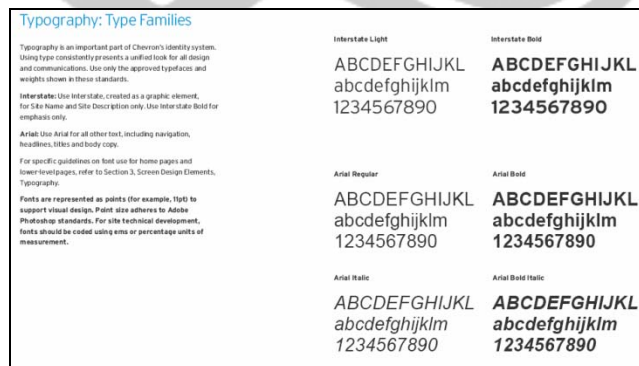 Typography: Type Families
Typography is an important part of Chevron's identity system.
Using type consistently presents a unified look for all design
and communications. Use only the approved typefaces and
weights shown in these standards.
Interstate: Use Interstate, created as a graphic element,
for Site Name and Site Description only. Use Interstate Bold for
emphasis only.
Arial: Use Arial for all other text, including navigation,
headlines, titles and body copy.
For specific guidelines on font use for home pages and
lower-level pages, refer to Section 3, Screen Design Elements,
Typography.
Fonts are represented as points (for example, 11pt) to
support visual design. Point size adheres to Adobe
Photoshop standards. For site technical development,
fonts should be coded using ems or percentage units of
measurement.
Interstate Light
ABCDEFGHIJKL
abcdefghijklm
1234567890
Interstate Bold
ABCDEFGHIJKL
abcdefghijklm
1234567890
Arial Regular
ABCDEFGHIJKL
abcdefghijklm
1234567890
Arial Bold
ABCDEFGHIJKL
abcdefghijklm
1234567890
Arial Italic
ABCDEFGHIJKL
abcdefghijklm
1234567890
Arial Bold Italic
ABCDEFGHIJKL
abcdefghijklm
1234567890